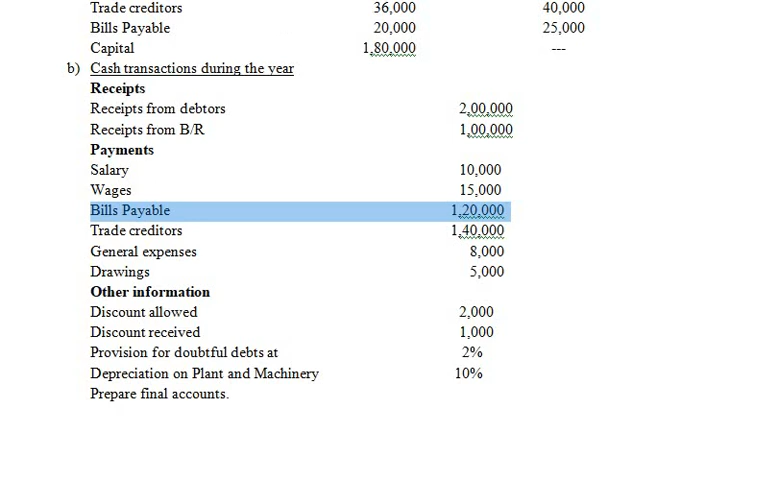 Trade creditors 36,000 40,000
Bills Payable 20,000 25,000
Capital 1,80,000 ---
b) Cash transactions during the year
Receipts
Receipts from debtors 2,00,000
Receipts from B/R 1,00,000
Payments
Salary 10,000
Wages 15,000
Bills Payable 1,20,000
Trade creditors 1,40,000
General expenses 8,000
Drawings 5,000
Other information
Discount allowed 2,000
Discount received 1,000
Provision for doubtful debts at 2%
Depreciation on Plant and Machinery 10%
Prepare final accounts.